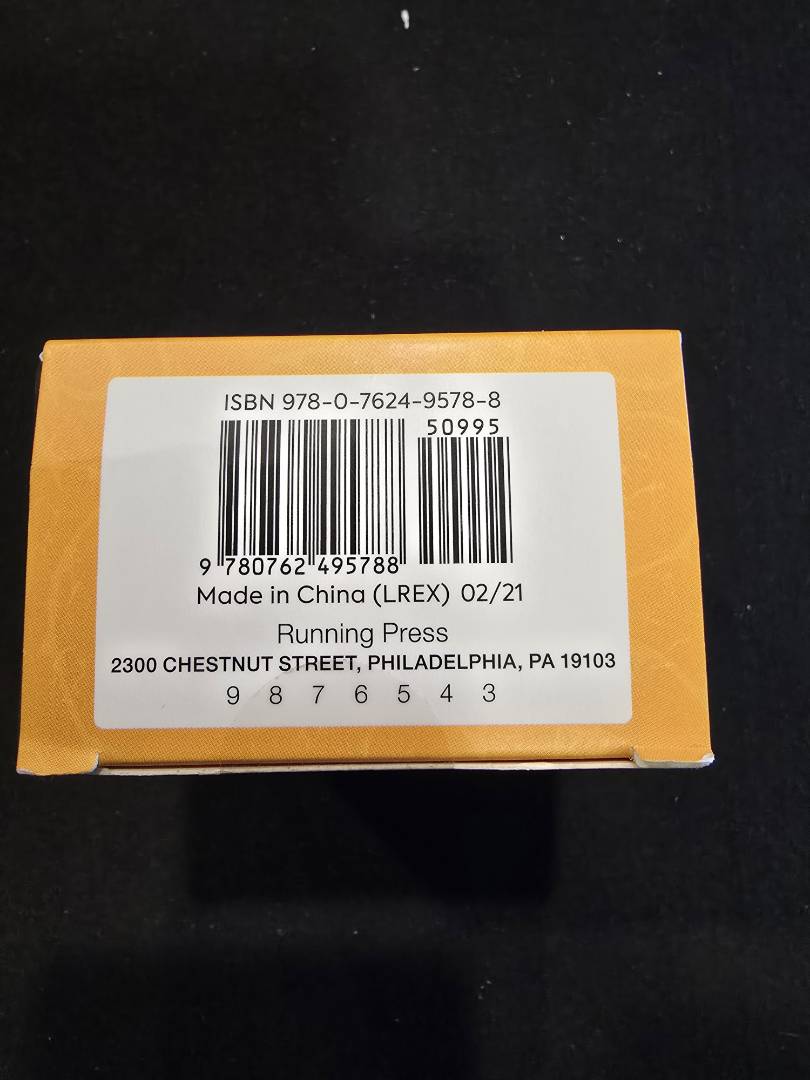 ISBN 978-0-7624-9578-8
50995
9 780762 495788
Made in China (LREX) 02/21
Running Press
2300 CHESTNUT STREET, PHILADELPHIA, PA 19103
9 8 7 6 5 4 3